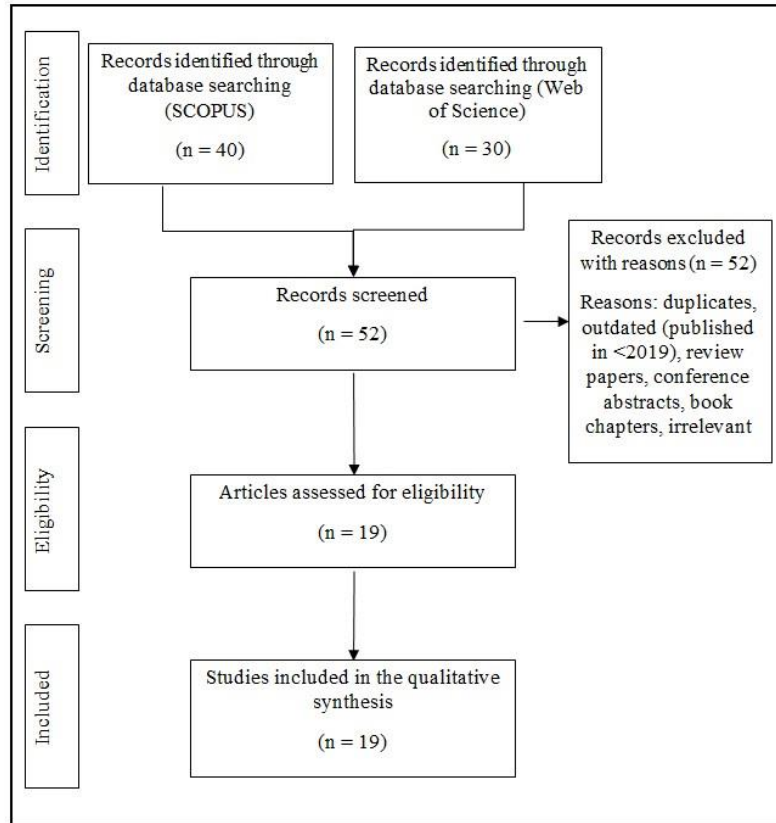 Identification
Records identified through
database searching
(SCOPUS)
(n = 40)
Records identified through
database searching (Web
of Science)
(n = 30)
Screening
Records screened
(n = 52)
Records excluded
with reasons (n = 52)
Reasons: duplicates,
outdated (published
in <2019), review
papers, conference
abstracts, book
chapters, irrelevant
Eligibility
Articles assessed for eligibility
(n = 19)
Included
Studies included in the qualitative
synthesis
(n = 19)